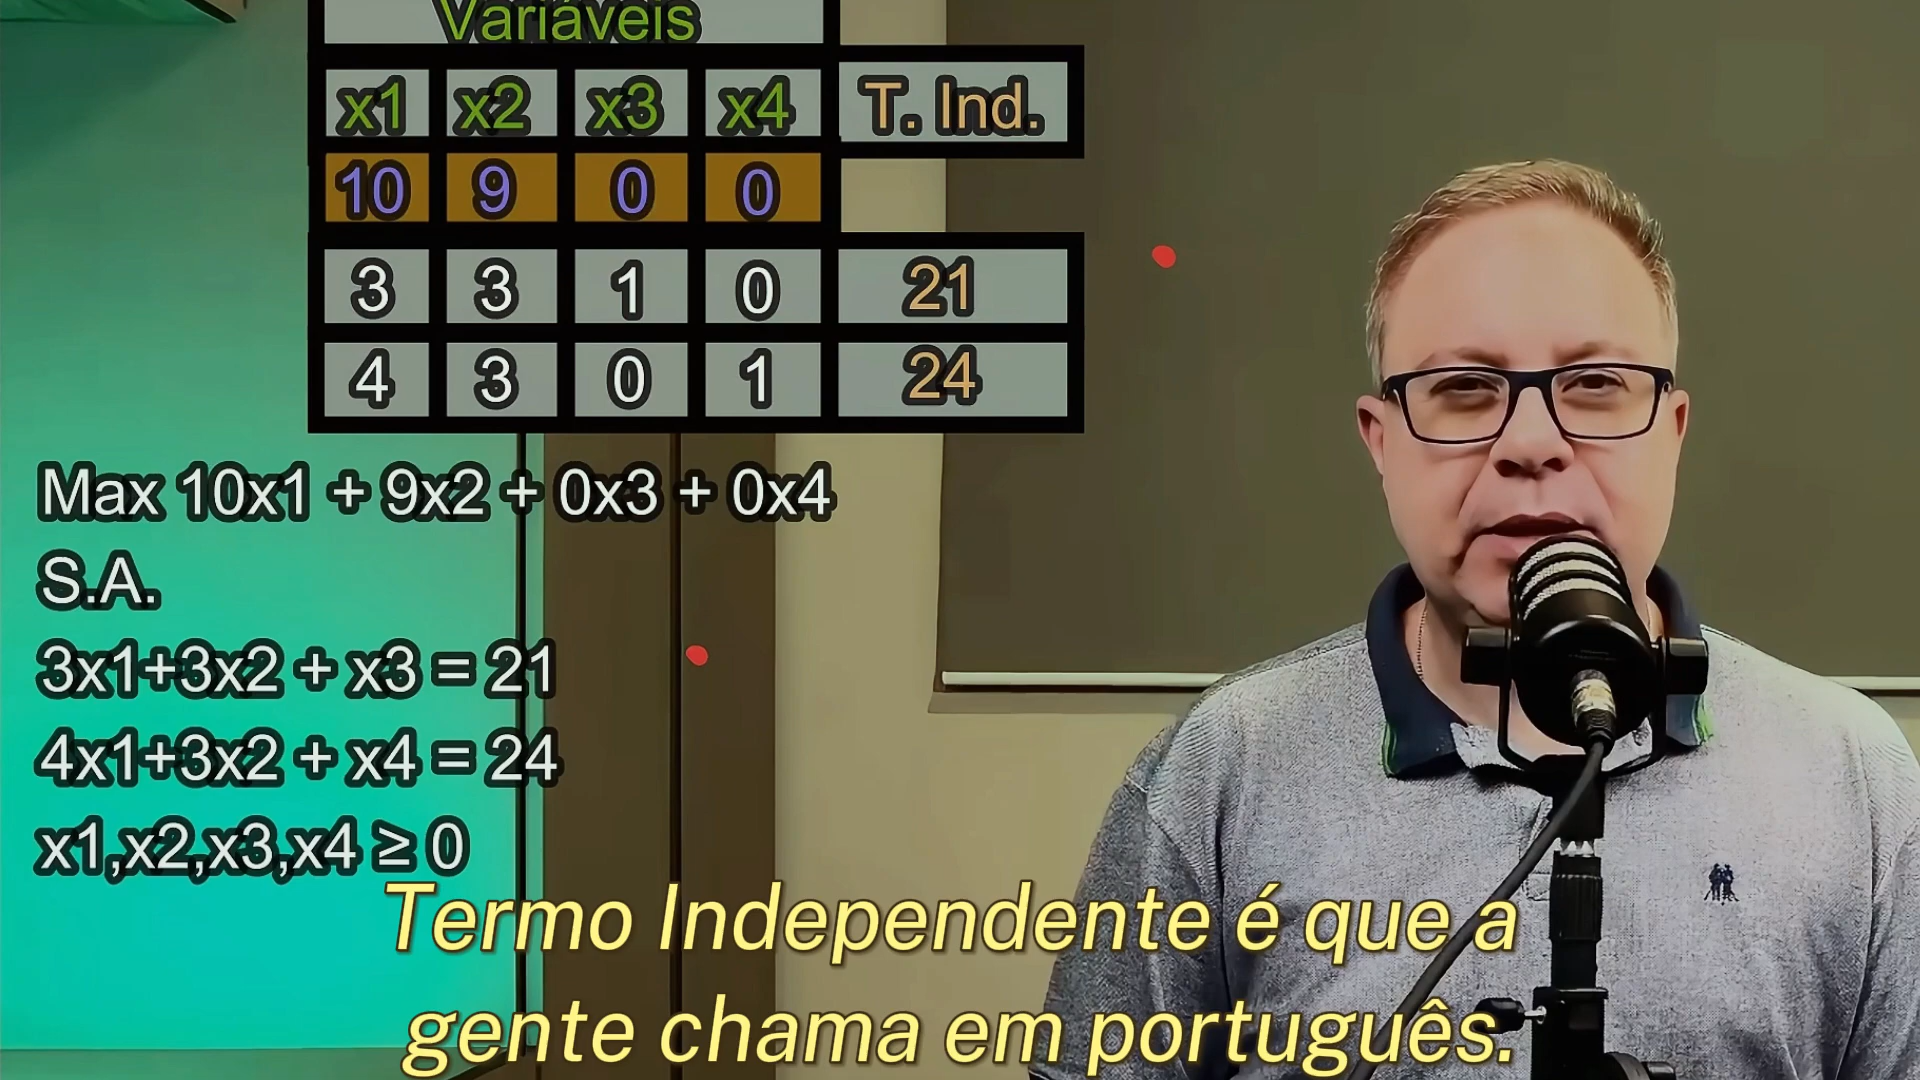 Variáveis
x1 x2 x3 x4 T. Ind.
10 9 0 0
3 3 1 0 21
4 3 0 1 24
Max 10x1 + 9x2 + 0x3 + 0x4
S.A.
3x1+3x2 + x3 = 21
4x1+3x2 + x4 = 24
x1,x2,x3,x4 ≥ 0
Termo Independente é que a
gente chama em português.